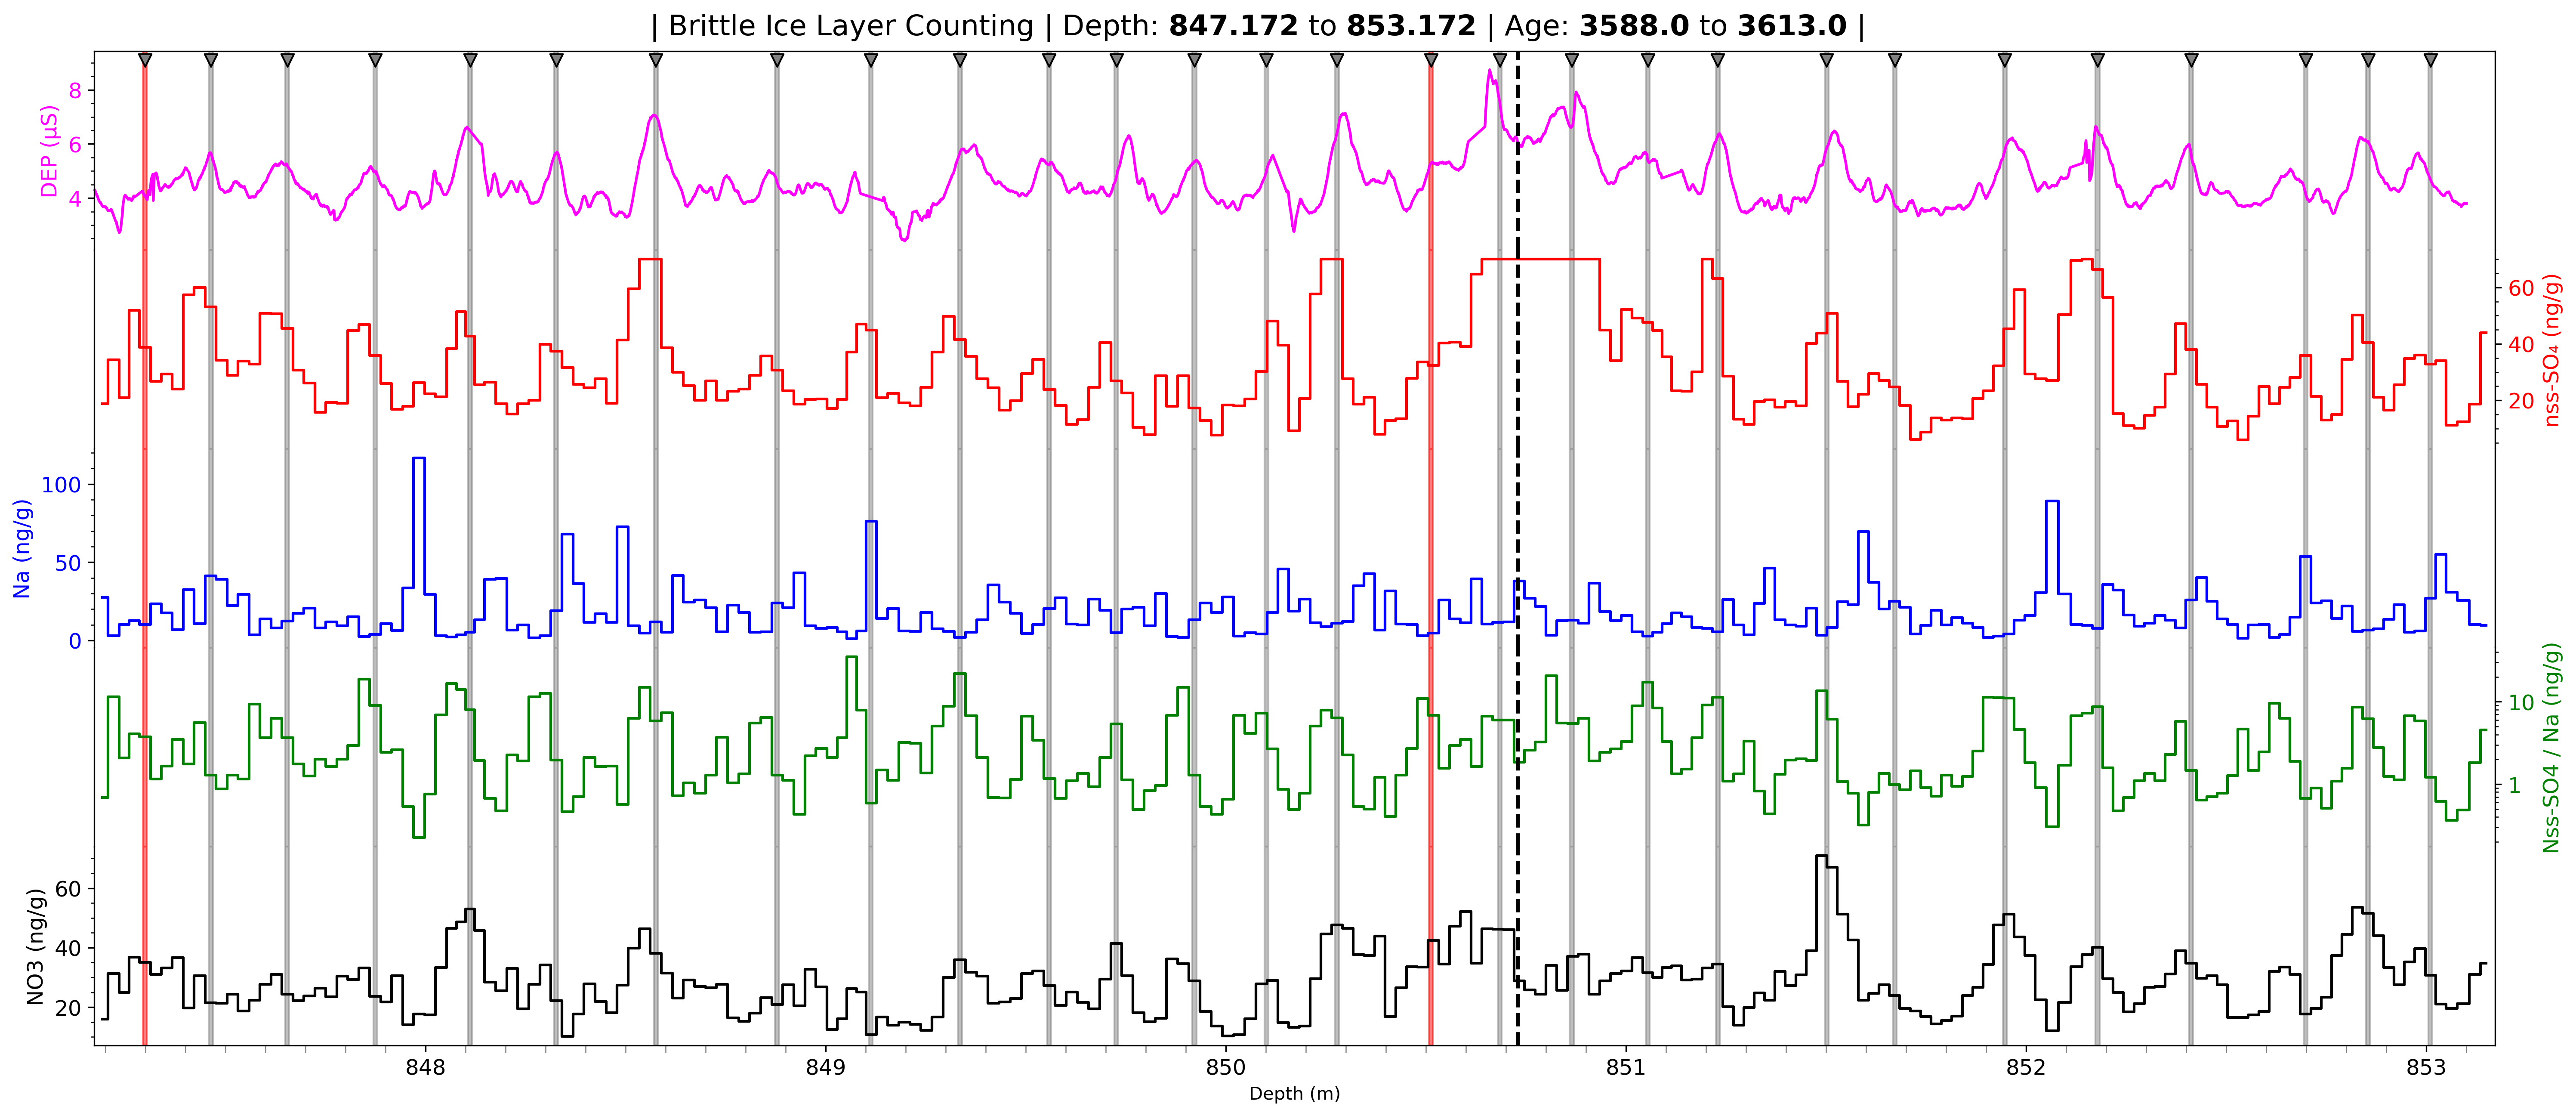 | Brittle Ice Layer Counting | Depth: 847.172 to 853.172 | Age: 3588.0 to 3613.0 |
DEP (μS)
8
6
4
nss-SO₄ (ng/g)
60
40
20
Na (ng/g)
100
50
0
Nss-SO4 / Na (ng/g)
10
1
NO3 (ng/g)
60
40
20
848
849
850
851
852
853
Depth (m)